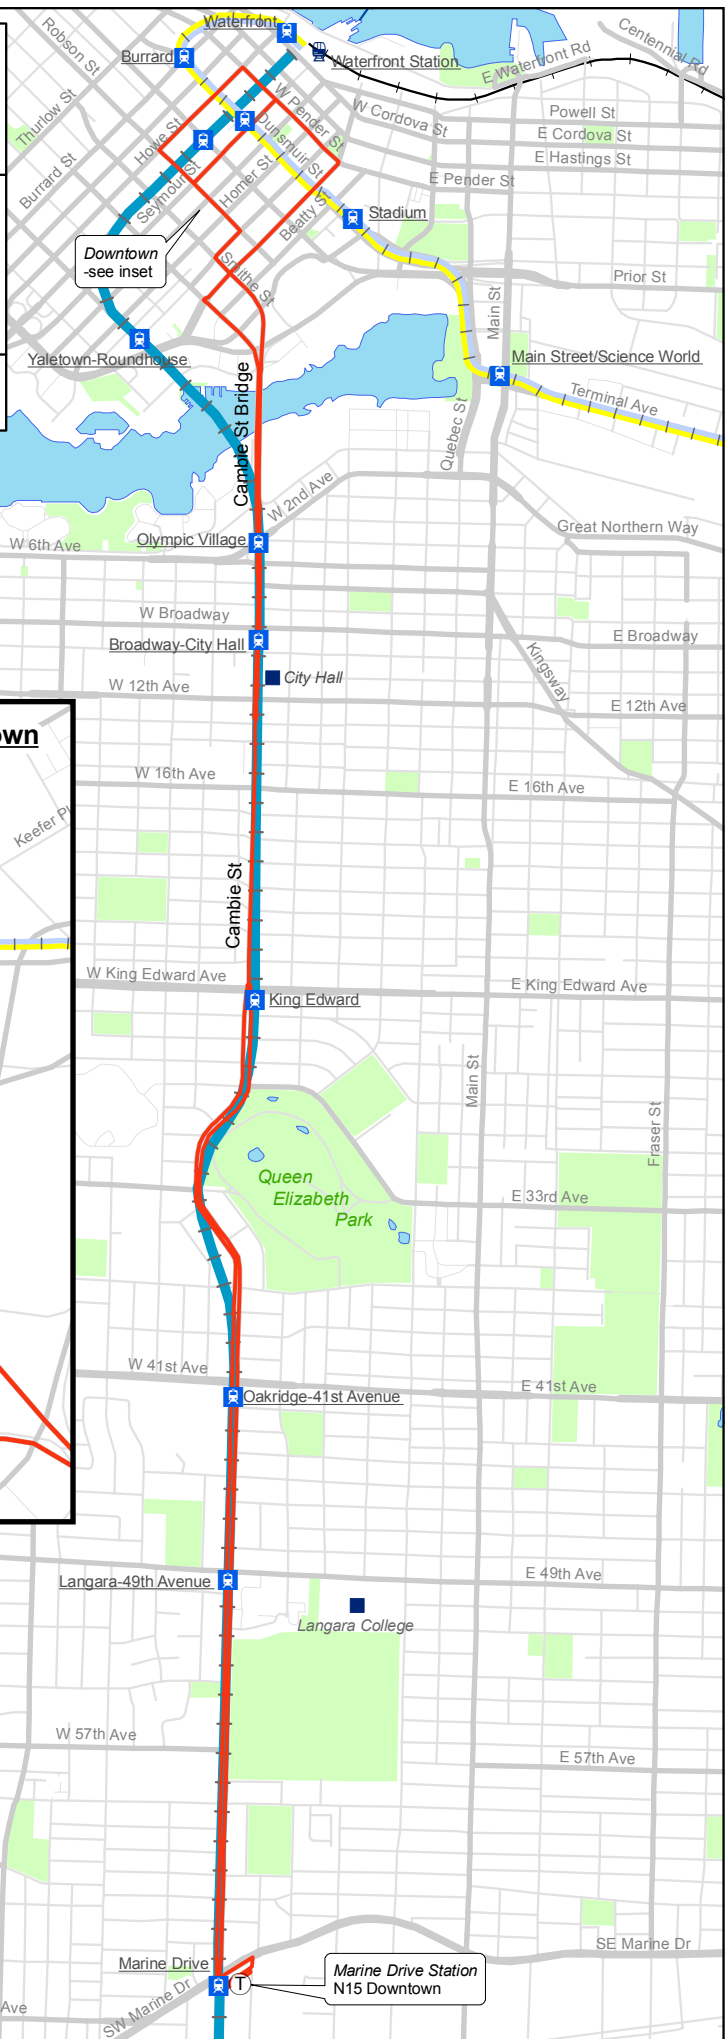 Waterfront
Robson St
Centennial Rd
Burrard
Waterfront Station
E Waterfront Rd
Thurlow St
W Pender St
W Cordova St
Powell St
Howe St
Dunsmuir St
E Cordova St
E Hastings St
Burrard St
Seymour St
Homer St
E Pender St
Beatty St
Stadium
Downtown
-see inset
Smithe St
Prior St
Main St
Yaletown-Roundhouse
Main Street/Science World
Cambie St Bridge
Terminal Ave
Quebec St
W 2nd Ave
Great Northern Way
W 6th Ave
Olympic Village
W Broadway
E Broadway
Broadway-City Hall
Kingsway
City Hall
W 12th Ave
E 12th Ave
own
W 16th Ave
E 16th Ave
Keefer Pl
Cambie St
W King Edward Ave
E King Edward Ave
King Edward
Main St
Fraser St
Queen
Elizabeth
Park
E 33rd Ave
W 41st Ave
E 41st Ave
Oakridge-41st Avenue
Langara-49th Avenue
E 49th Ave
Langara College
W 57th Ave
E 57th Ave
SE Marine Dr
Marine Drive
T
Marine Drive Station
N15 Downtown
SW Marine Dr
Ave